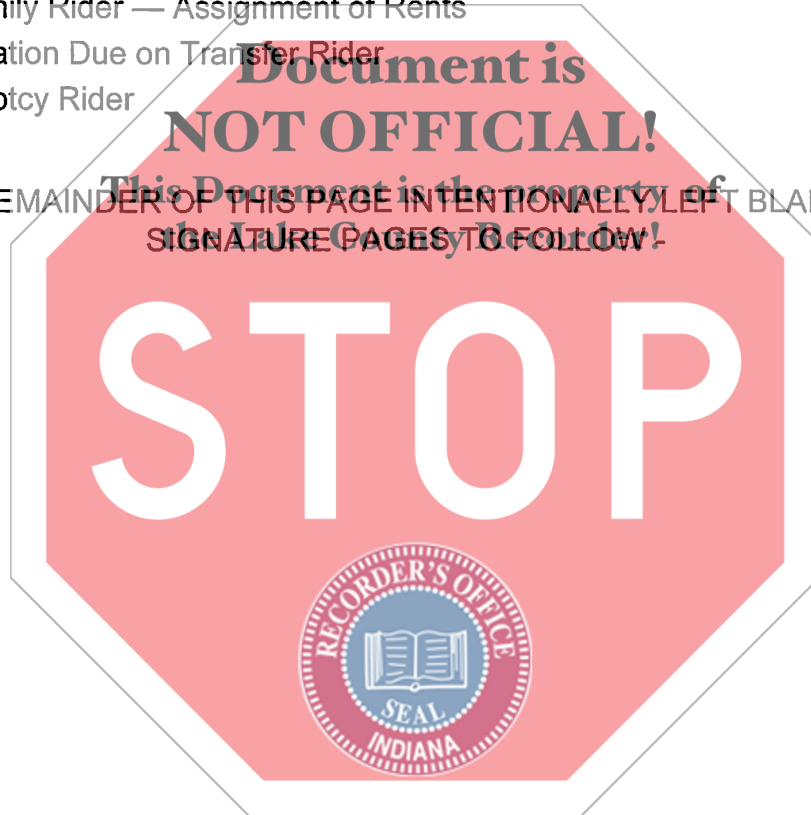 ily Rider — Assignment of Rents
ation Due on Transfer Rider
tcy Rider
Document is
NOT OFFICIAL!
This Document is the property of
the Lake County Recorder!
EMAINDER OF THIS PAGE INTENTIONALLY LEFT BLA
SIGNATURE PAGES TO FOLLOW -
STOP
RECORDER'S OFFICE
SEAL
INDIANA